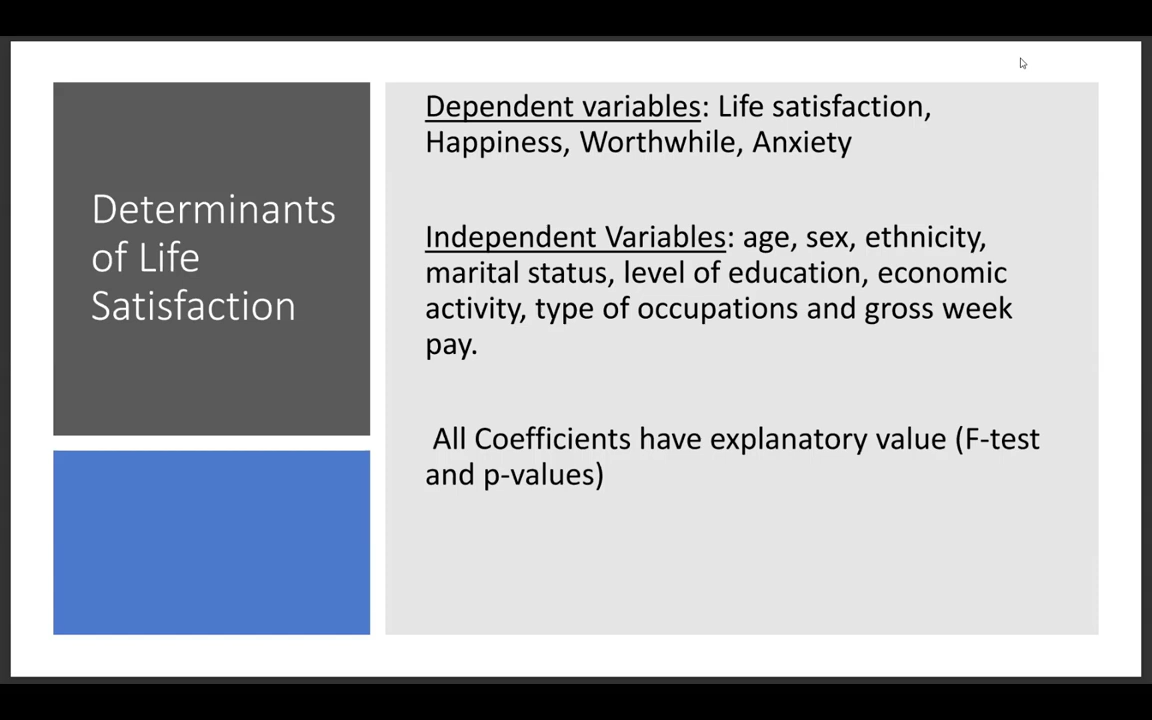 Determinants
of Life
Satisfaction
Dependent variables: Life satisfaction,
Happiness, Worthwhile, Anxiety
Independent Variables: age, sex, ethnicity,
marital status, level of education, economic
activity, type of occupations and gross week
pay.
All Coefficients have explanatory value (F-test
and p-values)